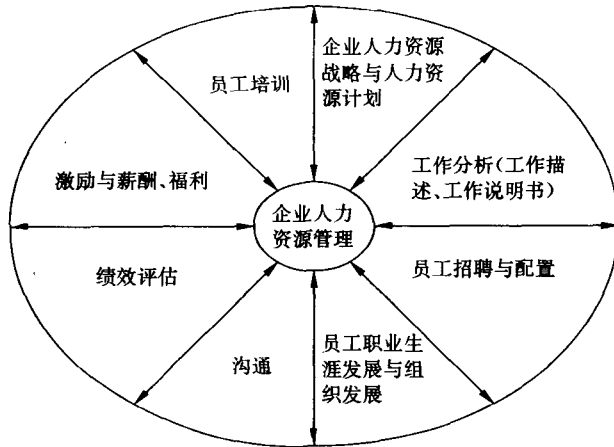 企业人力资源
战略与人力资
源计划
员工培训
工作分析(工作描
述、工作说明书)
激励与薪酬、福利
企业人力
资源管理
绩效评估
员工招聘与配置
沟通
员工职业生
涯发展与组
织发展